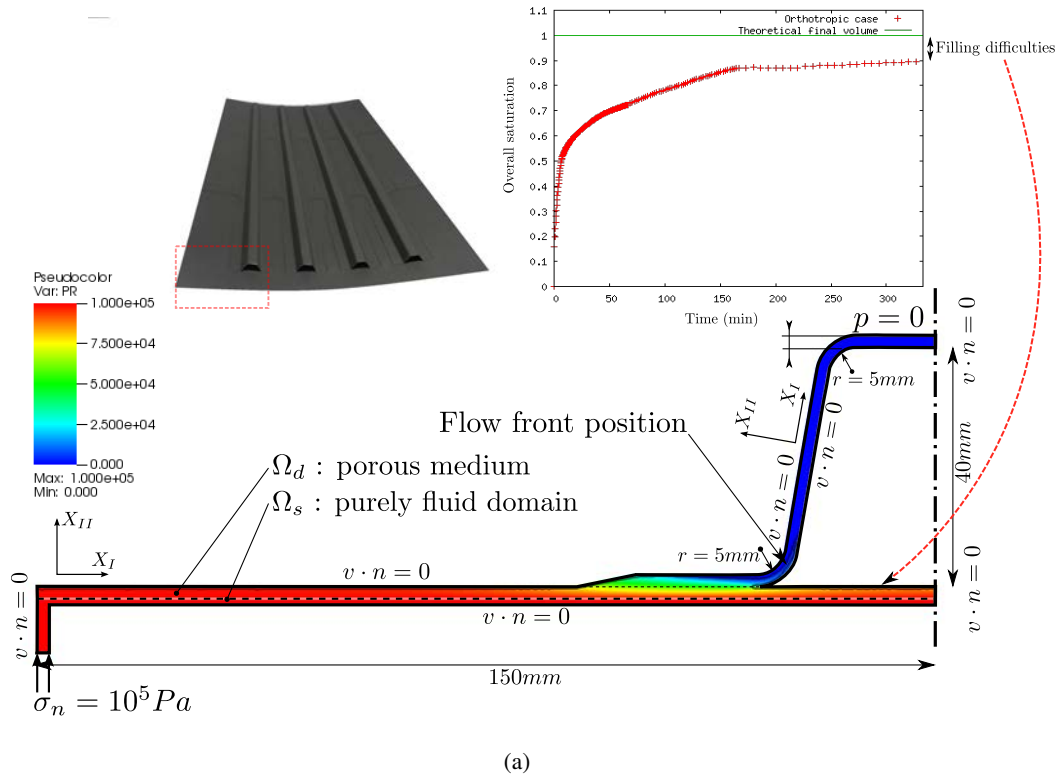 Orthotropic case
Theoretical final volume
1.1
1
0.9
0.8
0.7
0.6
0.5
0.4
0.3
0.2
0.1
0
Overall saturation
0
50
100
150
200
250
300
Time (min)
Filling difficulties
Pseudocolor
Var: PR
1.000e+05
7.500e+04
5.000e+04
2.500e+04
0.000
Max: 1.000e+05
Min: 0.000
p = 0
v · n = 0
r = 5mm
X_I
X_II
Flow front position
v · n = 0
v · n = 0
40mm
Ω_d : porous medium
Ω_s : purely fluid domain
X_II
X_I
r = 5mm
v · n = 0
v · n = 0
v · n = 0
v · n = 0
150mm
σ_n = 10⁵Pa
(a)